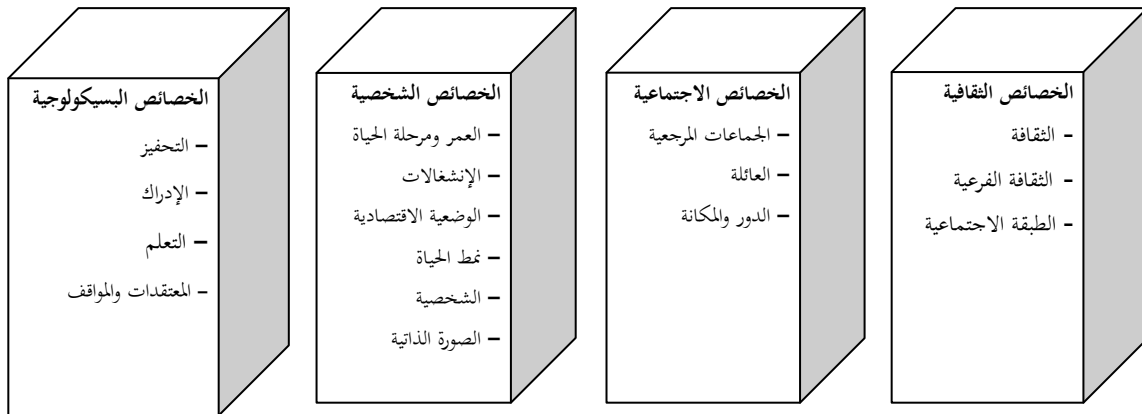 الخصائص الثقافية
- الثقافة
- الثقافة الفرعية
- الطبقة الاجتماعية
الخصائص الاجتماعية
– الجماعات المرجعية
– العائلة
– الدور والمكانة
الخصائص الشخصية
– العمر ومرحلة الحياة
– الإنشغالات
– الوضعية الاقتصادية
– نمط الحياة
– الشخصية
– الصورة الذاتية
الخصائص البسيكولوجية
– التحفيز
– الإدراك
– التعلم
- المعتقدات والمواقف